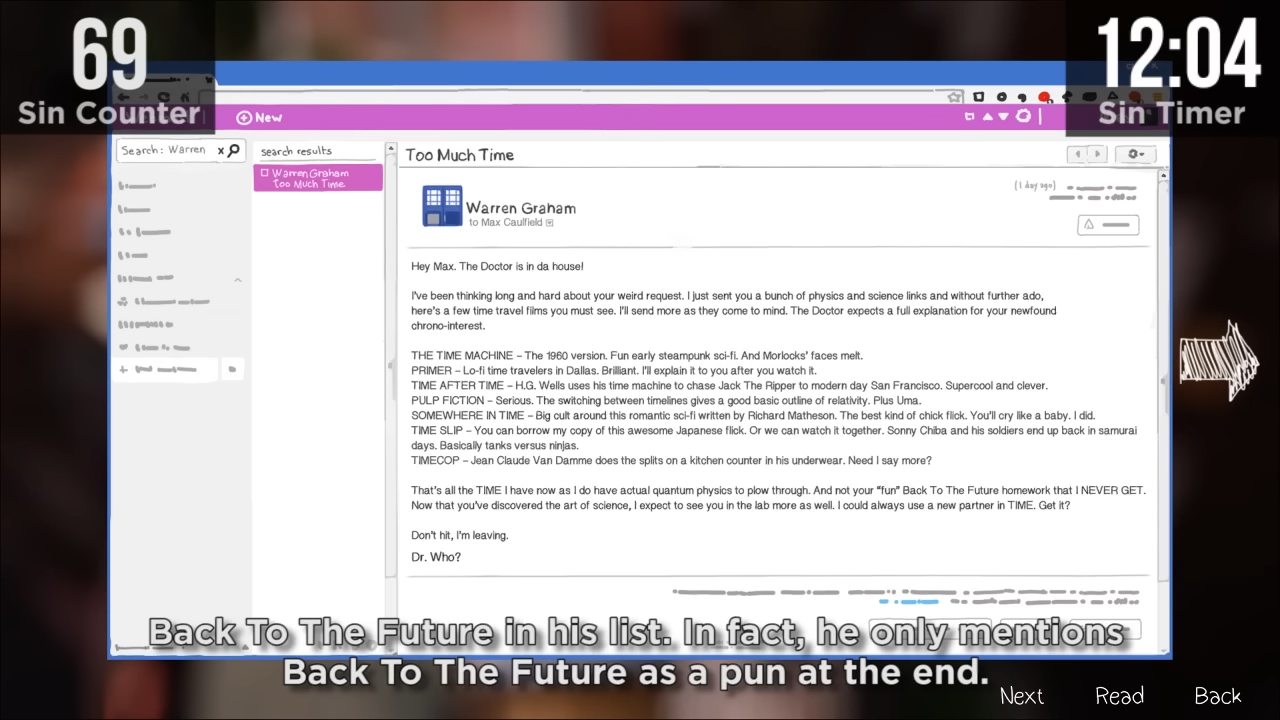 69
Sin Counter
12:04
Sin Timer
New
Search: Warren x
search results
Warren Graham
Too Much Time
Too Much Time
(1 day ago)
Warren Graham
to Max Caulfield
Hey Max. The Doctor is in da house!
I've been thinking long and hard about your weird request. I just sent you a bunch of physics and science links and without further ado,
here's a few time travel films you must see. I'll send more as they come to mind. The Doctor expects a full explanation for your newfound
chrono-interest.
THE TIME MACHINE – The 1960 version. Fun early steampunk sci-fi. And Morlocks' faces melt.
PRIMER – Lo-fi time travelers in Dallas. Brilliant. I'll explain it to you after you watch it.
TIME AFTER TIME – H.G. Wells uses his time machine to chase Jack The Ripper to modern day San Francisco. Supercool and clever.
PULP FICTION – Serious. The switching between timelines gives a good basic outline of relativity. Plus Uma.
SOMEWHERE IN TIME – Big cult around this romantic sci-fi written by Richard Matheson. The best kind of chick flick. You'll cry like a baby. I did.
TIME SLIP – You can borrow my copy of this awesome Japanese flick. Or we can watch it together. Sonny Chiba and his soldiers end up back in samurai
days. Basically tanks versus ninjas.
TIMECOP – Jean Claude Van Damme does the splits on a kitchen counter in his underwear. Need I say more?
That's all the TIME I have now as I do have actual quantum physics to plow through. And not your "fun" Back To The Future homework that I NEVER GET.
Now that you've discovered the art of science, I expect to see you in the lab more as well. I could always use a new partner in TIME. Get it?
Don't hit, I'm leaving.
Dr. Who?
Back To The Future in his list. In fact, he only mentions
Back To The Future as a pun at the end.
Next Read Back